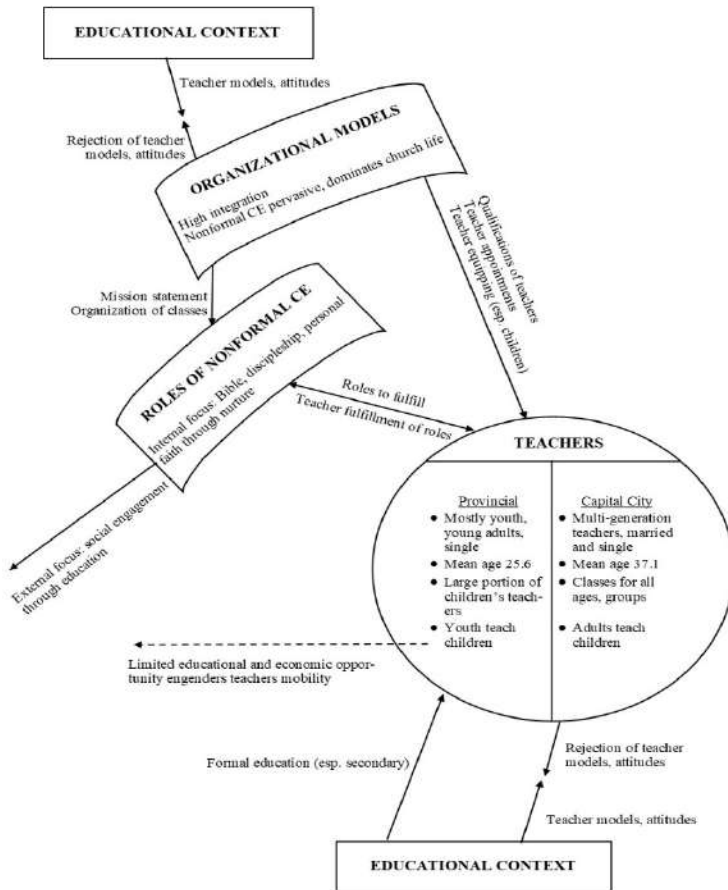 EDUCATIONAL CONTEXT
Teacher models, attitudes
Rejection of teacher
models, attitudes
ORGANIZATIONAL MODELS
High integration
Nonformal CE pervasive, dominates church life
Qualifications of teachers
Teacher appointments
Teacher equipping (esp. children)
Mission statement
Organization of classes
ROLES OF NONFORMAL CE
Internal focus: Bible, discipleship, personal
faith through nurture
Roles to fulfill
Teacher fulfillment of roles
External focus: social engagement
through education
TEACHERS
Provincial
• Mostly youth,
young adults,
single
• Mean age 25.6
• Large portion of
children's teach-
ers
• Youth teach
children
Capital City
• Multi-generation
teachers, married
and single
• Mean age 37.1
• Classes for all
ages, groups
• Adults teach
children
Limited educational and economic oppor-
tunity engenders teachers mobility
Formal education (esp. secondary)
Rejection of teacher
models, attitudes
Teacher models, attitudes
EDUCATIONAL CONTEXT